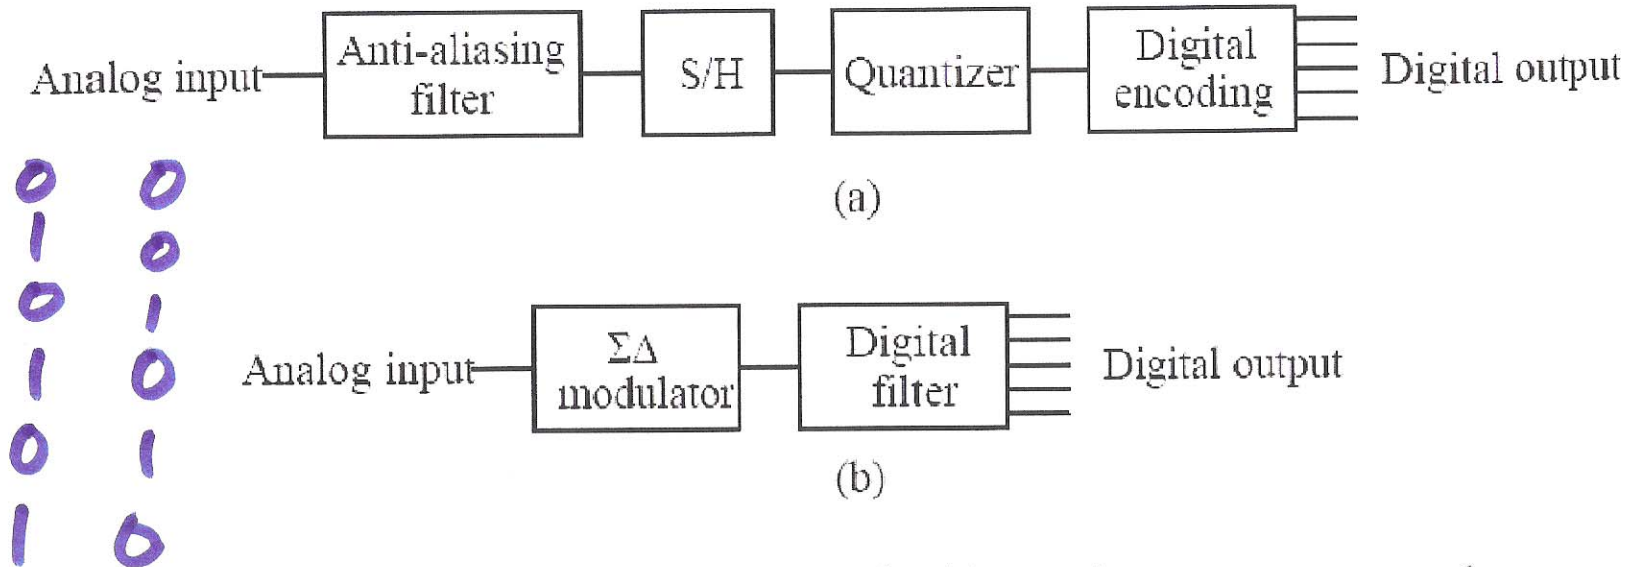 Analog input Anti-aliasing filter S/H Quantizer Digital encoding Digital output
(a)
0 0
1 0
0 1
Analog input ΣΔ modulator Digital filter Digital output
1 0
(b)
0 1
1 0